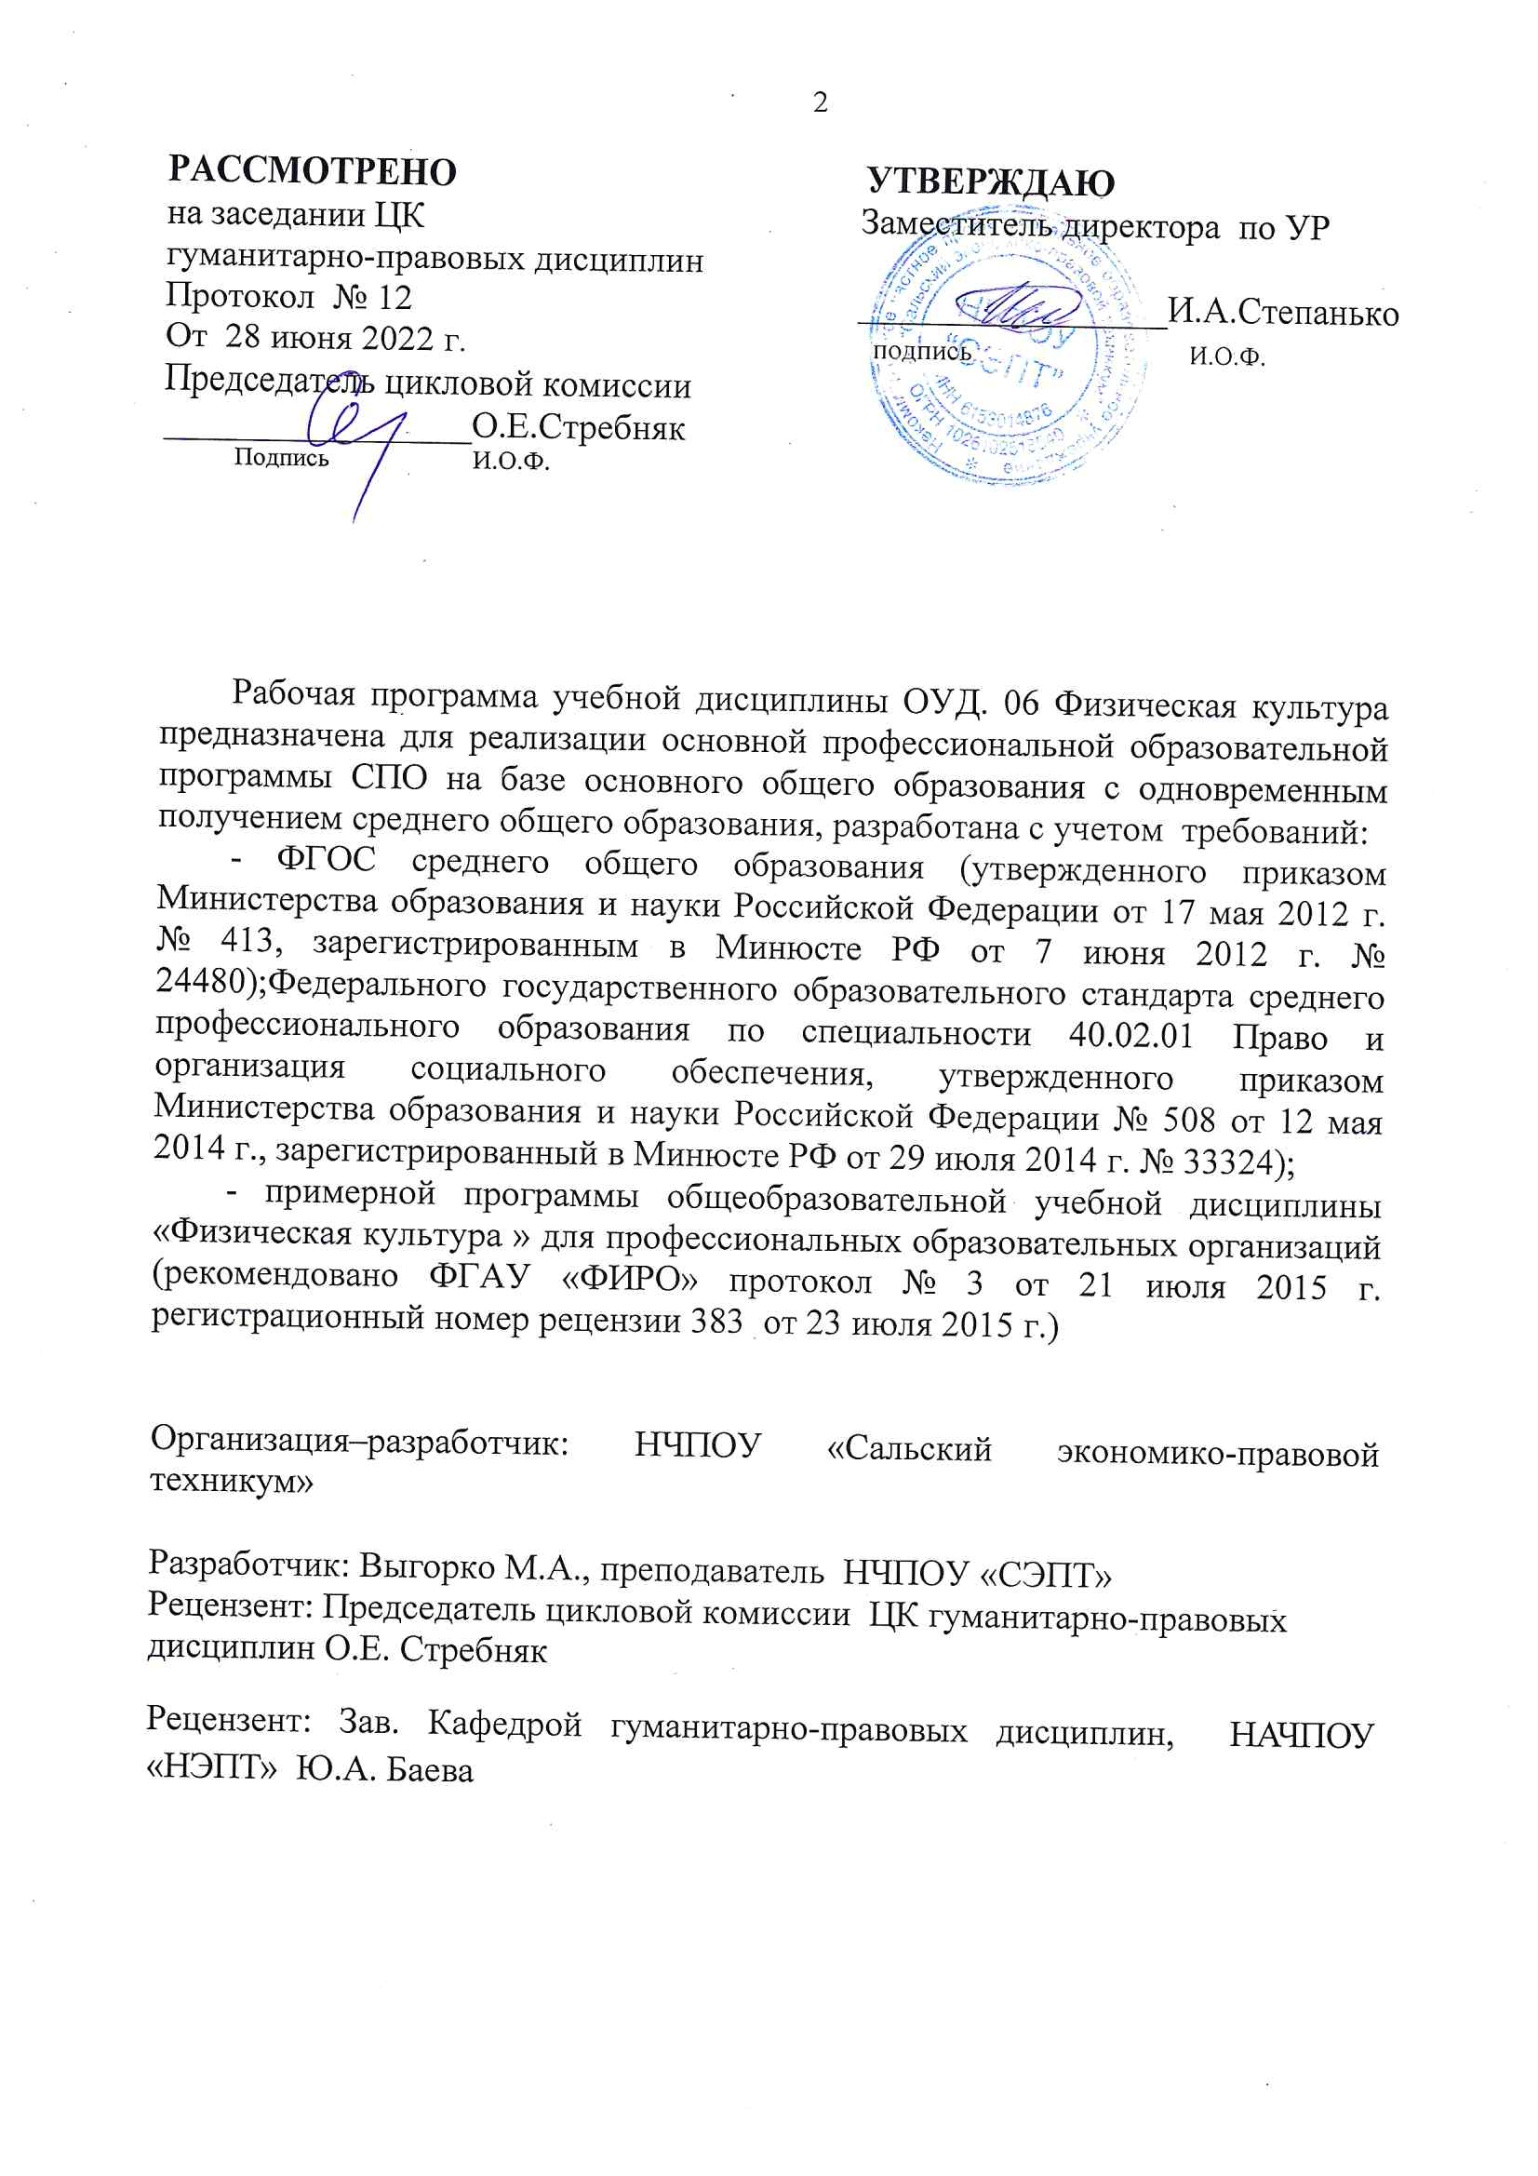 2
РАССМОТРЕНО
на заседании ЦК
гуманитарно-правовых дисциплин
Протокол  № 12
От  28 июня 2022 г.
Председатель цикловой комиссии
О.Е.Стребняк
Подпись И.О.Ф.
УТВЕРЖДАЮ
Заместитель директора  по УР
И.А.Степанько
подпись И.О.Ф.
"СЭПТ"
ИНН 6153014876
ОГРН
Рабочая программа учебной дисциплины ОУД. 06 Физическая культура
предназначена для реализации основной профессиональной образовательной
программы СПО на базе основного общего образования с одновременным
получением среднего общего образования, разработана с учетом  требований:
- ФГОС среднего общего образования (утвержденного приказом
Министерства образования и науки Российской Федерации от 17 мая 2012 г.
№ 413, зарегистрированным в Минюсте РФ от 7 июня 2012 г. №
24480);Федерального государственного образовательного стандарта среднего
профессионального образования по специальности 40.02.01 Право и
организация социального обеспечения, утвержденного приказом
Министерства образования и науки Российской Федерации № 508 от 12 мая
2014 г., зарегистрированный в Минюсте РФ от 29 июля 2014 г. № 33324);
- примерной программы общеобразовательной учебной дисциплины
«Физическая культура » для профессиональных образовательных организаций
(рекомендовано ФГАУ «ФИРО» протокол № 3 от 21 июля 2015 г.
регистрационный номер рецензии 383  от 23 июля 2015 г.)
Организация–разработчик: НЧПОУ «Сальский экономико-правовой
техникум»
Разработчик: Выгорко М.А., преподаватель  НЧПОУ «СЭПТ»
Рецензент: Председатель цикловой комиссии  ЦК гуманитарно-правовых
дисциплин О.Е. Стребняк
Рецензент: Зав. Кафедрой гуманитарно-правовых дисциплин, НАЧПОУ
«НЭПТ»  Ю.А. Баева